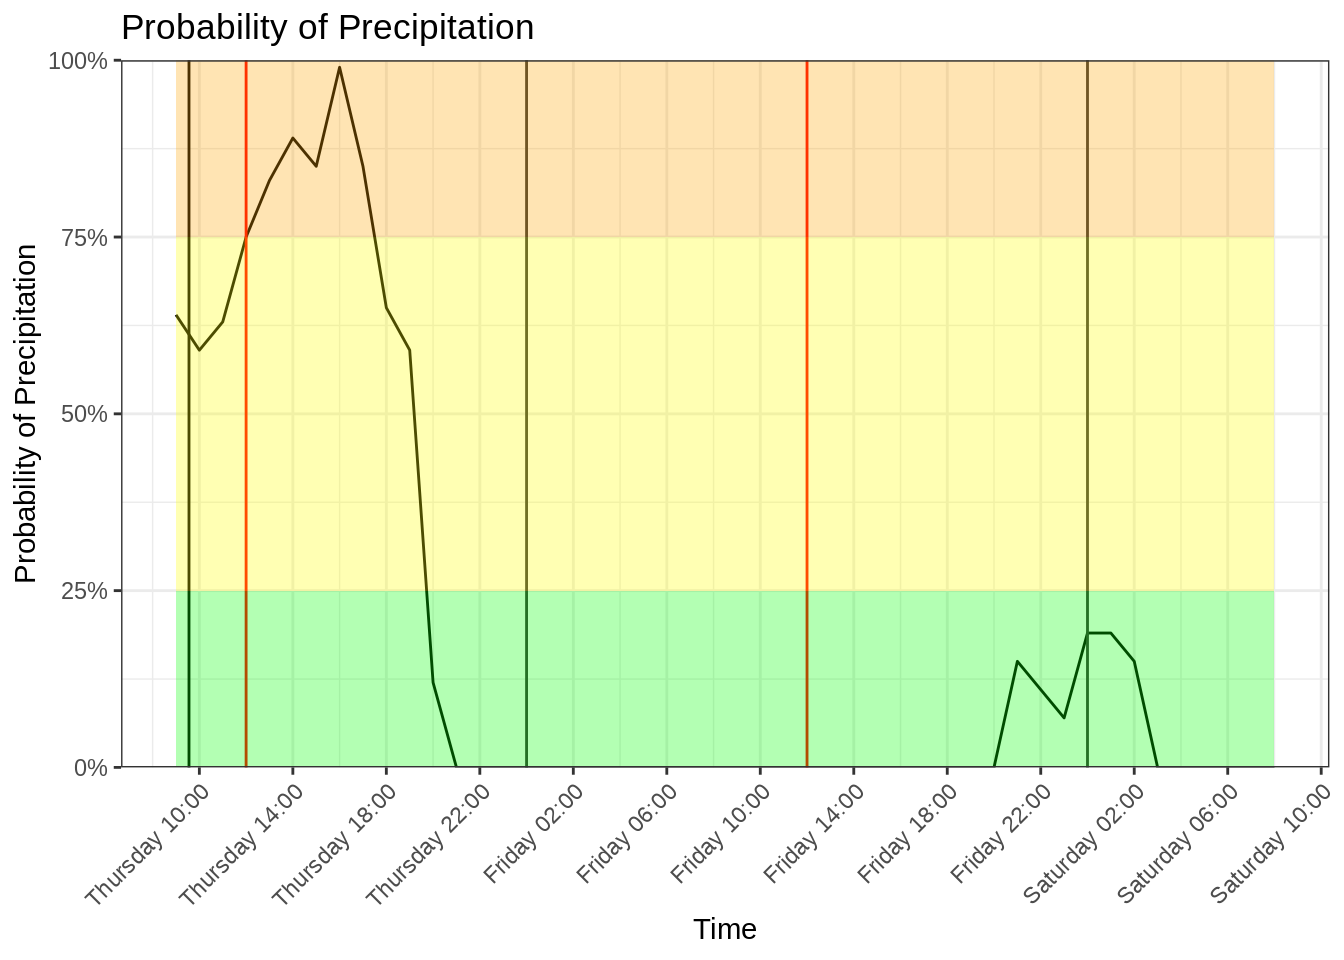 Probability of Precipitation
Probability of Precipitation
100%
75%
50%
25%
0%
Thursday 10:00
Thursday 14:00
Thursday 18:00
Thursday 22:00
Friday 02:00
Friday 06:00
Friday 10:00
Friday 14:00
Friday 18:00
Friday 22:00
Saturday 02:00
Saturday 06:00
Saturday 10:00
Time